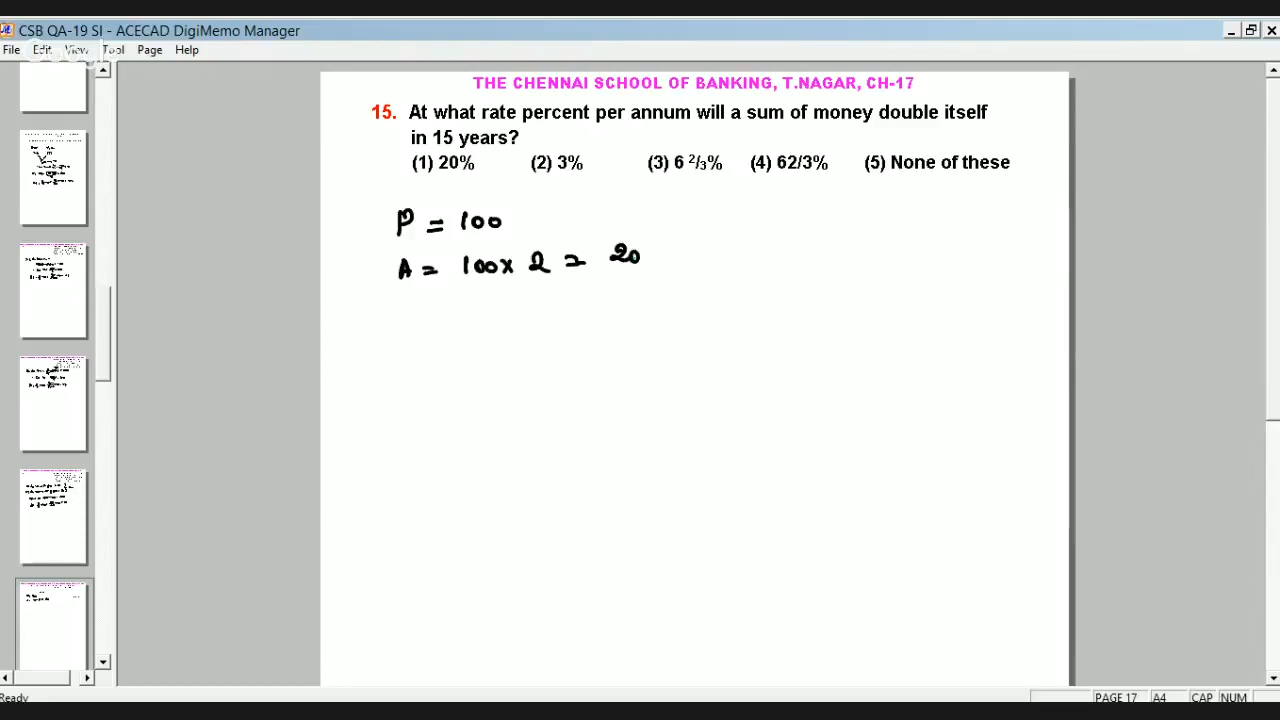 CSB QA-19 SI - ACECAD DigiMemo Manager
File Edit View Tool Page Help
Google
THE CHENNAI SCHOOL OF BANKING, T.NAGAR, CH-17
15. At what rate percent per annum will a sum of money double itself
in 15 years?
(1) 20% (2) 3% (3) 6 2/3% (4) 62/3% (5) None of these
P = 100
A = 100 x 2 = 20
Ready PAGE 17 A4 CAP NUM